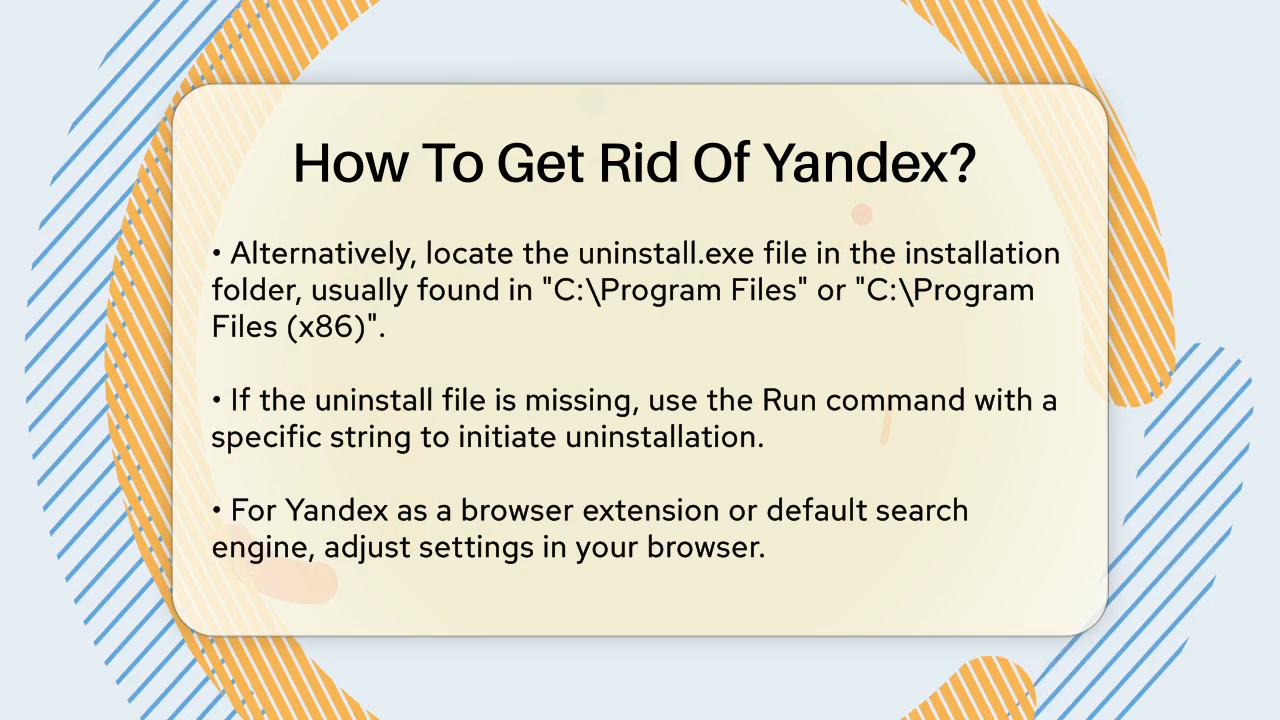 How To Get Rid Of Yandex?
• Alternatively, locate the uninstall.exe file in the installation
folder, usually found in "C:\Program Files" or "C:\Program
Files (x86)".
• If the uninstall file is missing, use the Run command with a
specific string to initiate uninstallation.
• For Yandex as a browser extension or default search
engine, adjust settings in your browser.